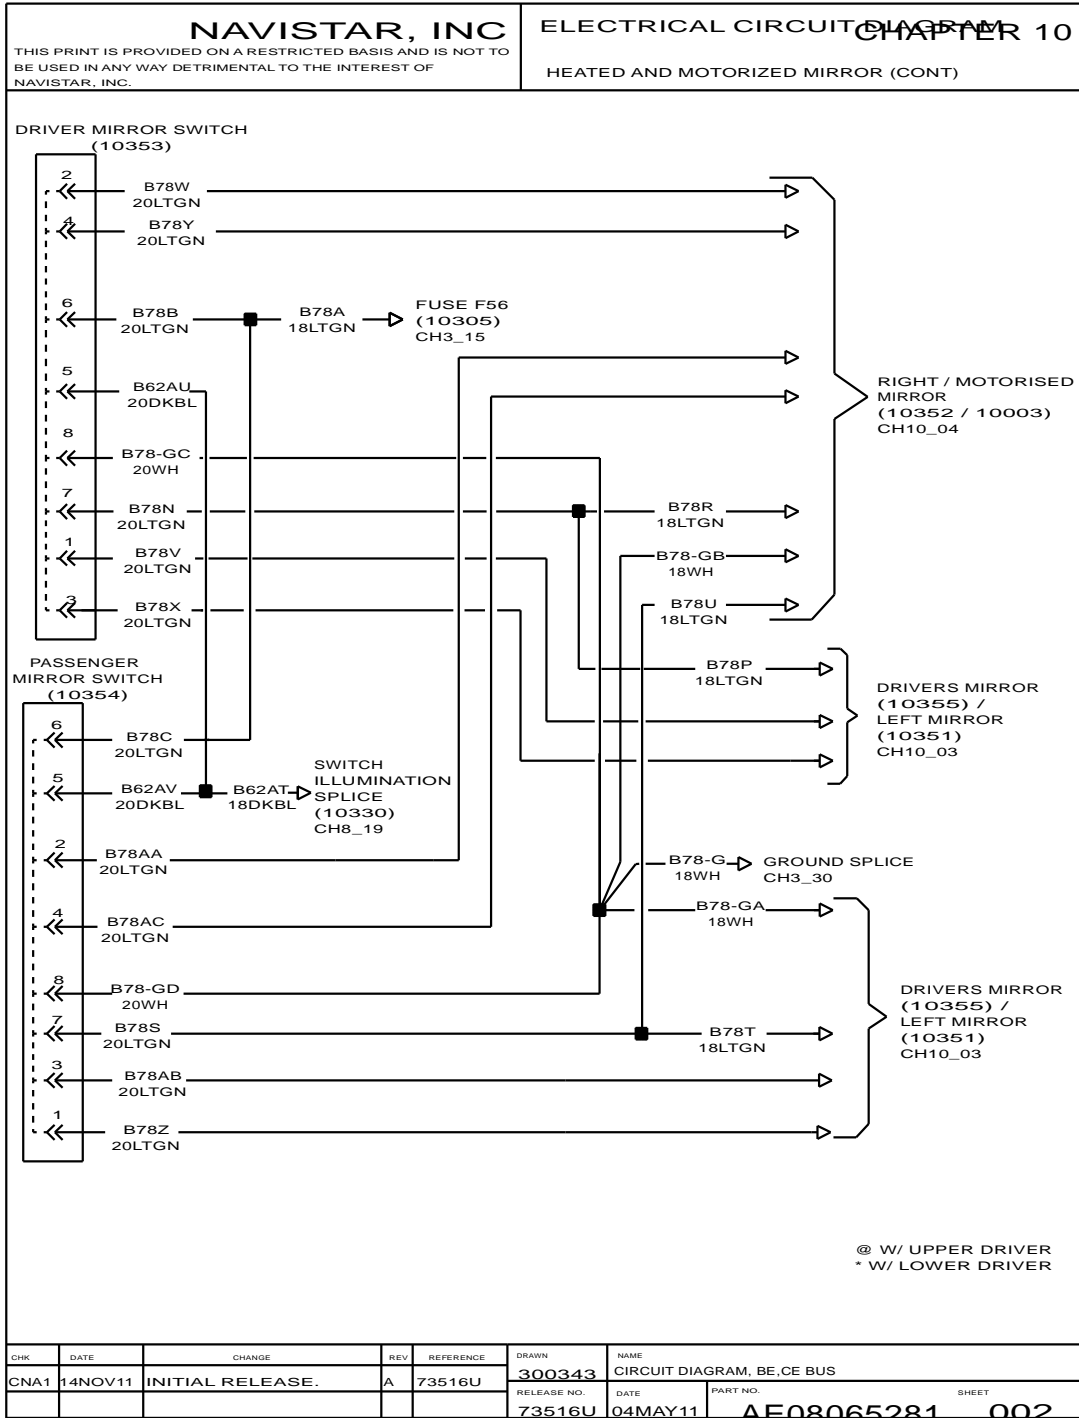 NAVISTAR, INC
THIS PRINT IS PROVIDED ON A RESTRICTED BASIS AND IS NOT TO
BE USED IN ANY WAY DETRIMENTAL TO THE INTEREST OF
NAVISTAR, INC.
ELECTRICAL CIRCUIT DIAGRAM
CHAPTER 10
HEATED AND MOTORIZED MIRROR (CONT)
DRIVER MIRROR SWITCH
(10353)
2
B78W
20LTGN
4
B78Y
20LTGN
6
B78B
20LTGN
B78A
18LTGN
FUSE F56
(10305)
CH3_15
5
B62AU
20DKBL
RIGHT / MOTORISED
MIRROR
(10352 / 10003)
CH10_04
8
B78-GC
20WH
7
B78N
20LTGN
B78R
18LTGN
1
B78V
20LTGN
B78-GB
18WH
3
B78X
20LTGN
B78U
18LTGN
PASSENGER
MIRROR SWITCH
(10354)
B78P
18LTGN
DRIVERS MIRROR
(10355) /
LEFT MIRROR
(10351)
CH10_03
6
B78C
20LTGN
5
B62AV
20DKBL
B62AT
18DKBL
SWITCH
ILLUMINATION
SPLICE
(10330)
CH8_19
2
B78AA
20LTGN
B78-G
18WH
GROUND SPLICE
CH3_30
4
B78AC
20LTGN
B78-GA
18WH
8
B78-GD
20WH
DRIVERS MIRROR
(10355) /
LEFT MIRROR
(10351)
CH10_03
7
B78S
20LTGN
B78T
18LTGN
3
B78AB
20LTGN
1
B78Z
20LTGN
@ W/ UPPER DRIVER
* W/ LOWER DRIVER
CHK DATE CHANGE REV REFERENCE
CNA1 14NOV11 INITIAL RELEASE. A 73516U
DRAWN
300343
NAME
CIRCUIT DIAGRAM, BE,CE BUS
RELEASE NO.
73516U
DATE
04MAY11
PART NO.
AE08065281
SHEET
002